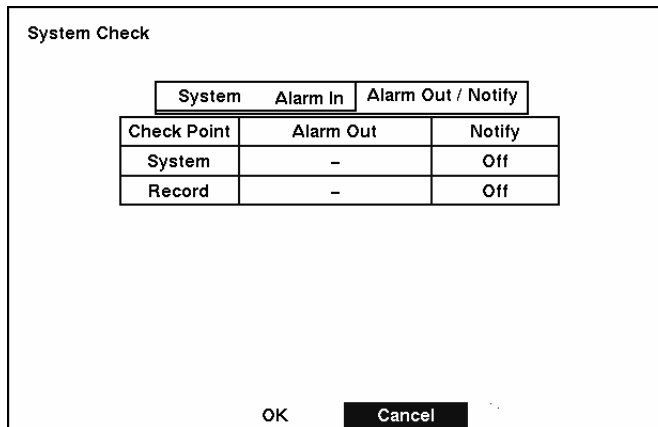 System Check
System Alarm In Alarm Out / Notify
Check Point Alarm Out Notify
System – Off
Record – Off
OK Cancel